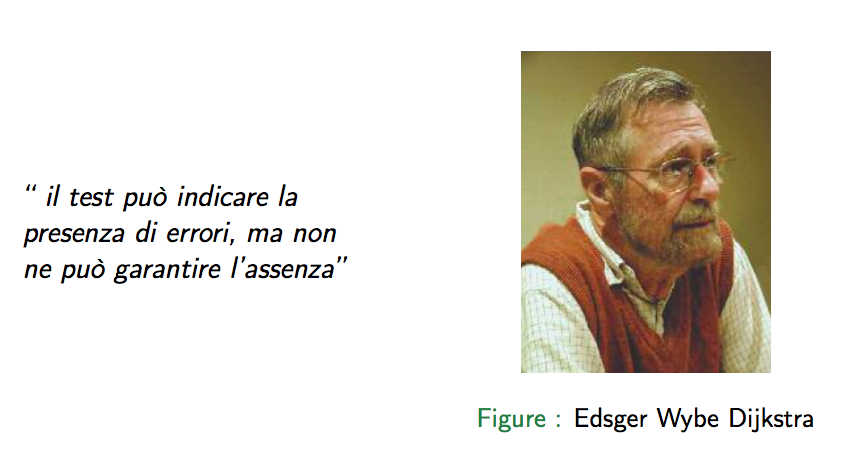 “ il test può indicare la
presenza di errori, ma non
ne può garantire l’assenza”
Figure : Edsger Wybe Dijkstra